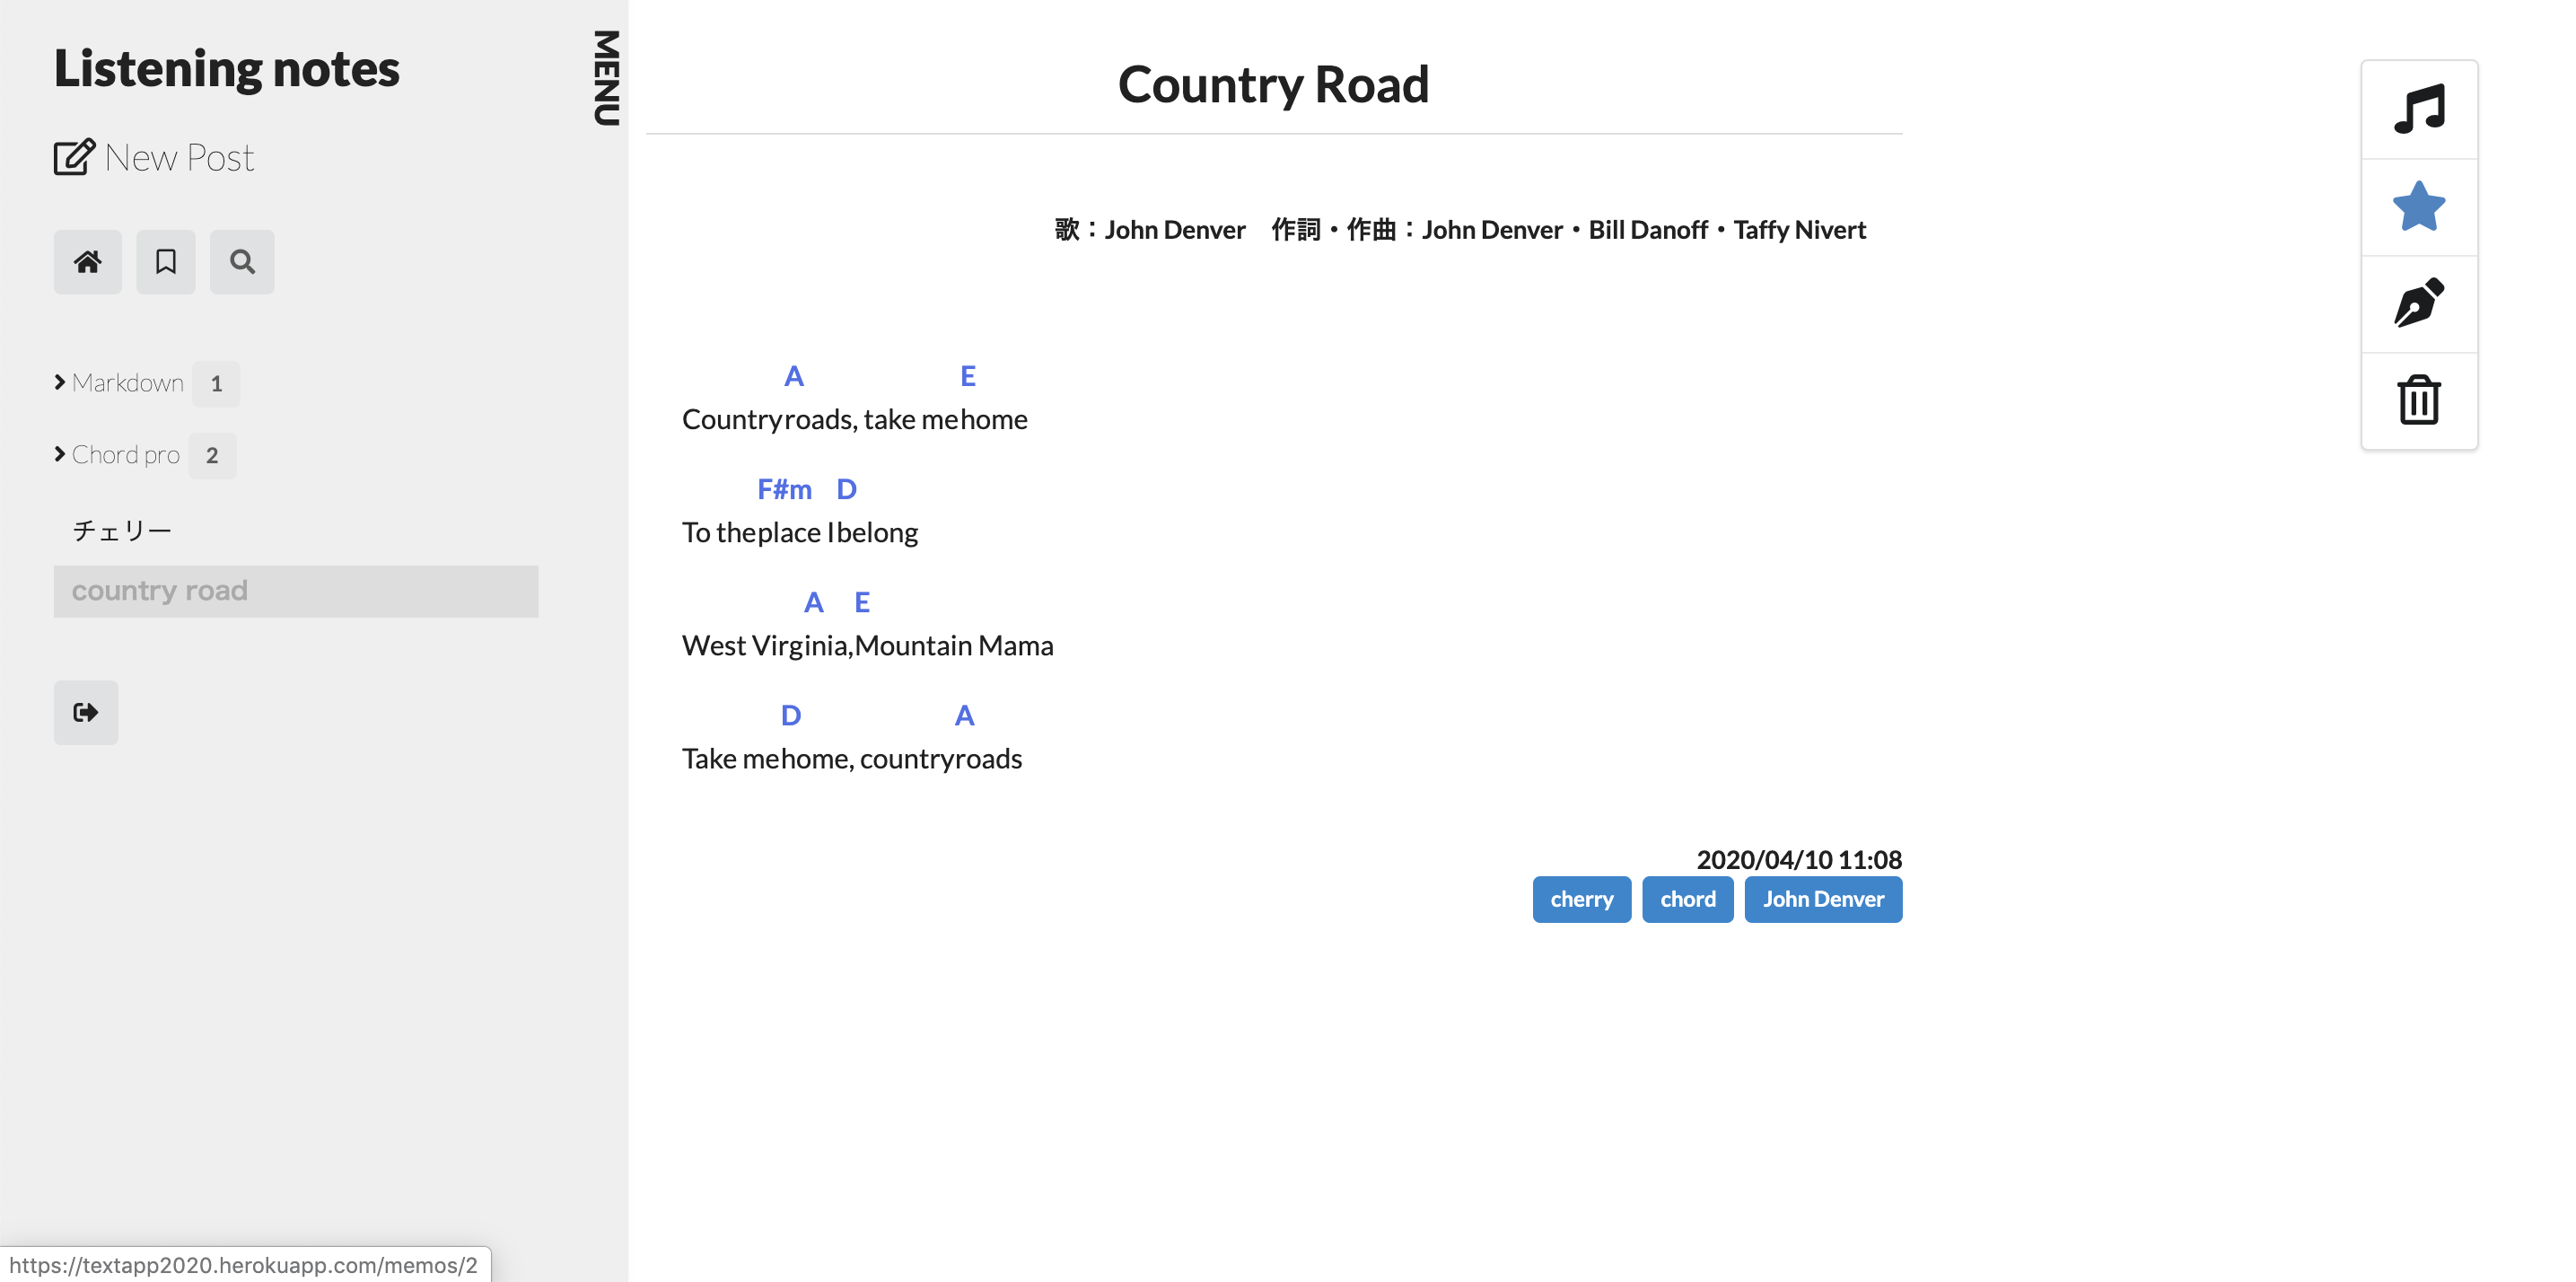 Listening notes
MENU
New Post
Markdown 1
Chord pro 2
チェリー
country road
Country Road
歌：John Denver　作詞・作曲：John Denver・Bill Danoff・Taffy Nivert
A E
Countryroads, take mehome
F#m D
To theplace Ibelong
A E
West Virginia,Mountain Mama
D A
Take mehome, countryroads
2020/04/10 11:08
cherry chord John Denver
https://textapp2020.herokuapp.com/memos/2